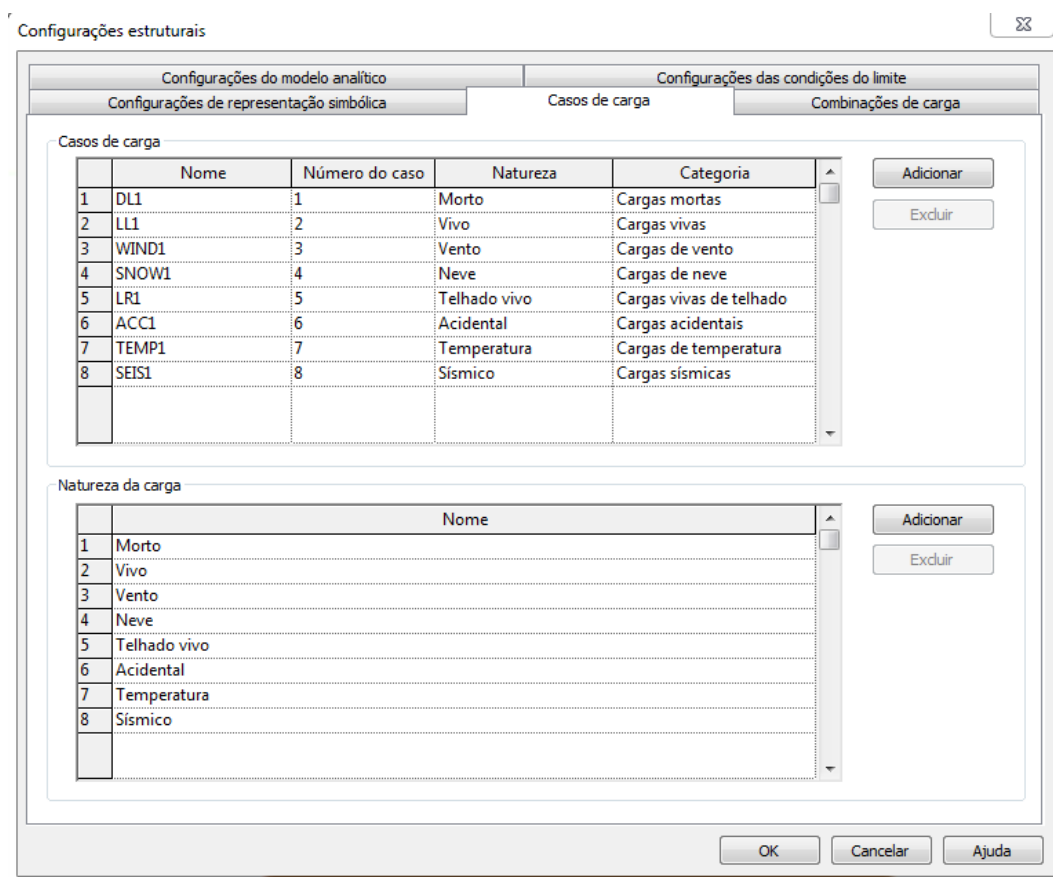 Configurações estruturais
Configurações do modelo analítico Configurações das condições do limite
Configurações de representação simbólica Casos de carga Combinações de carga
Casos de carga
Nome Número do caso Natureza Categoria Adicionar
1 DL1 1 Morto Cargas mortas
Excluir
2 LL1 2 Vivo Cargas vivas
3 WIND1 3 Vento Cargas de vento
4 SNOW1 4 Neve Cargas de neve
5 LR1 5 Telhado vivo Cargas vivas de telhado
6 ACC1 6 Acidental Cargas acidentais
7 TEMP1 7 Temperatura Cargas de temperatura
8 SEIS1 8 Sísmico Cargas sísmicas
Natureza da carga
Nome Adicionar
1 Morto
Excluir
2 Vivo
3 Vento
4 Neve
5 Telhado vivo
6 Acidental
7 Temperatura
8 Sísmico
OK Cancelar Ajuda